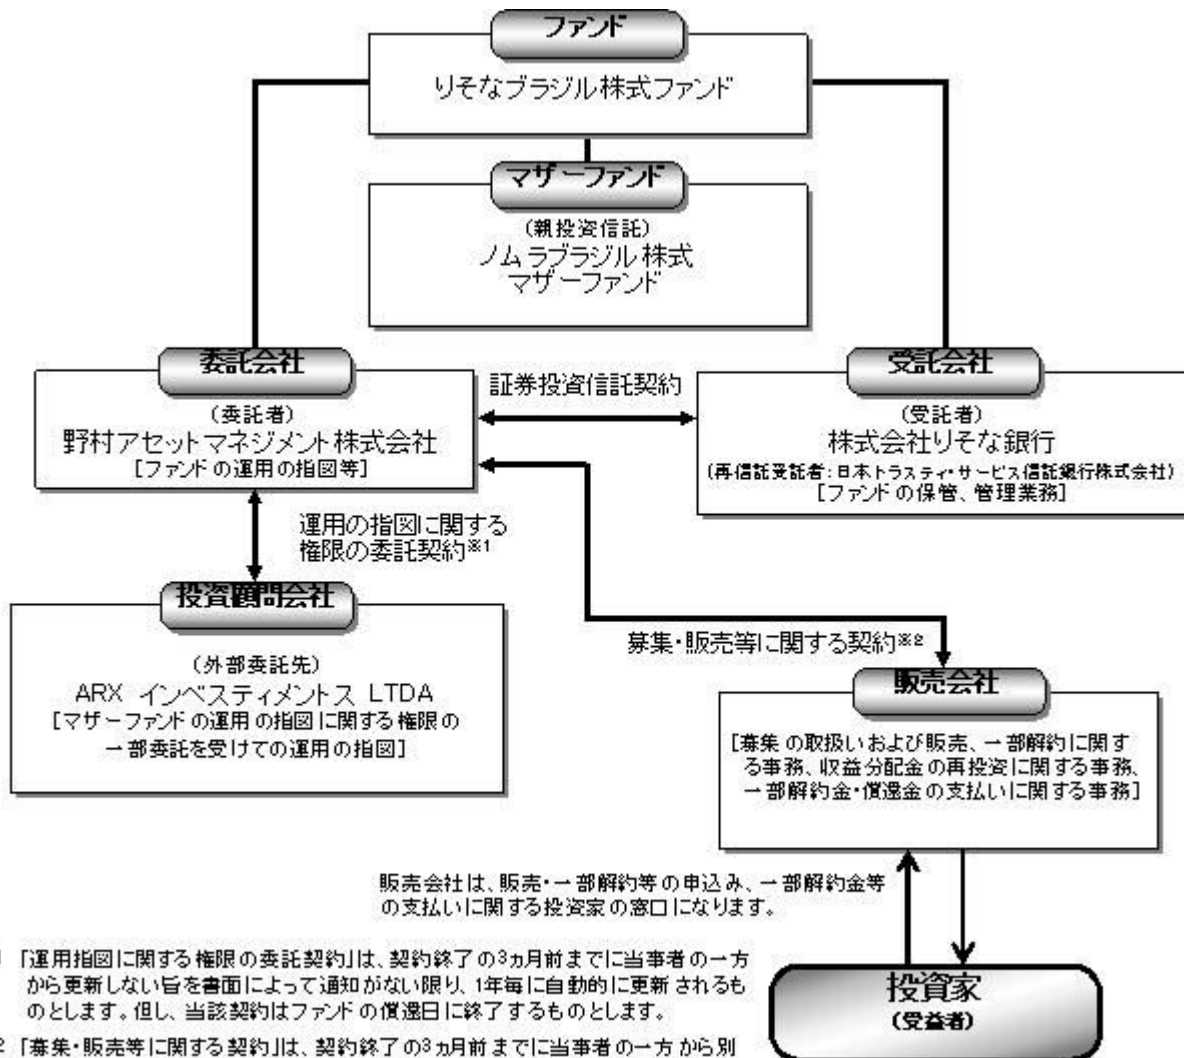 ファンド
りそなブラジル株式ファンド
マザーファンド
(親投資信託)
ノムラブラジル株式
マザーファンド
委託会社
(委託者)
野村アセットマネジメント株式会社
[ファンドの運用の指図等]
証券投資信託契約
受託会社
(受託者)
株式会社りそな銀行
(再信託受託者:日本トラスティ・サービス信託銀行株式会社)
[ファンドの保管、管理業務]
運用の指図に関する
権限の委託契約※1
投資顧問会社
(外部委託先)
ARX インベスティメントス LTDA
[マザーファンドの運用の指図に関する権限の
一部委託を受けての運用の指図]
募集・販売等に関する契約※2
販売会社
[募集の取扱いおよび販売、一部解約に関す
る事務、収益分配金の再投資に関する事務、
一部解約金・償還金の支払いに関する事務]
販売会社は、販売・一部解約等の申込み、一部解約金等
の支払いに関する投資家の窓口になります。
投資家
(受益者)
「運用指図に関する権限の委託契約」は、契約終了の3ヵ月前までに当事者の一方
から更新しない旨を書面によって通知がない限り、1年毎に自動的に更新されるも
のとします。但し、当該契約はファンドの償還日に終了するものとします。
2 「募集・販売等に関する契約」は、契約終了の3ヵ月前までに当事者の一方から別